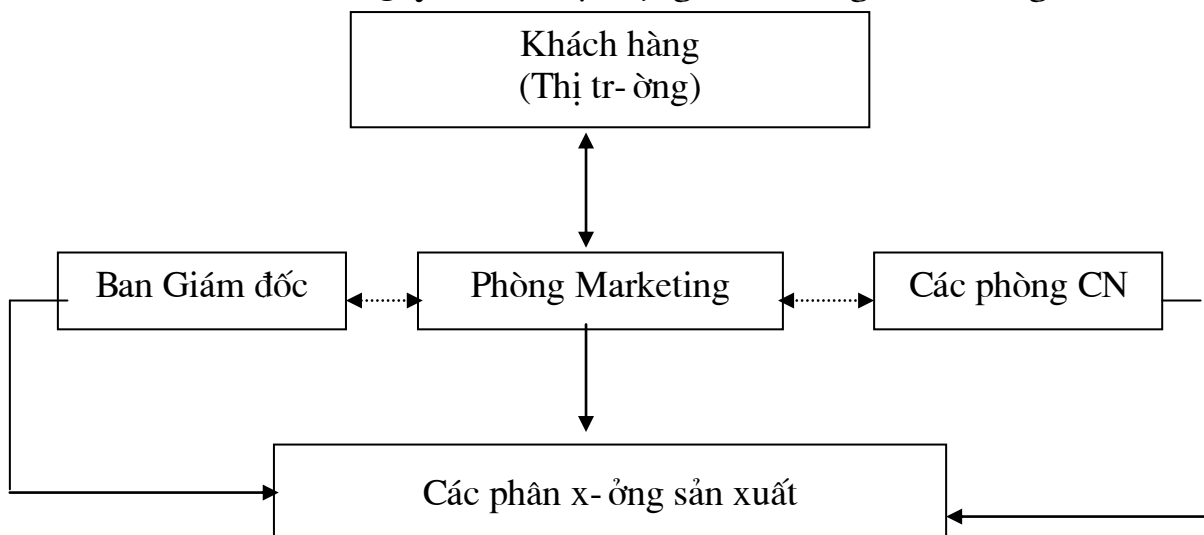 Khách hàng
(Thị tr- ờng)
Ban Giám đốc
Phòng Marketing
Các phòng CN
Các phân x- ởng sản xuất